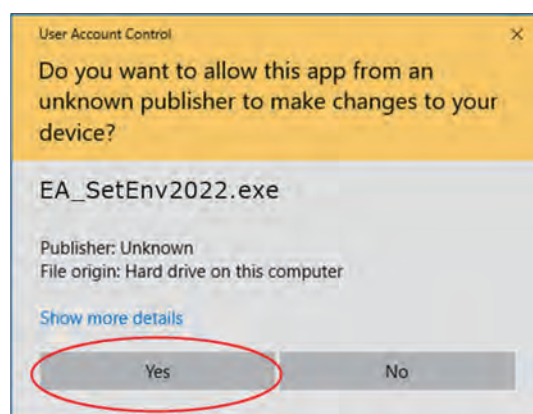 User Account Control
Do you want to allow this app from an
unknown publisher to make changes to your
device?
EA_SetEnv2022.exe
Publisher: Unknown
File origin: Hard drive on this computer
Show more details
Yes No